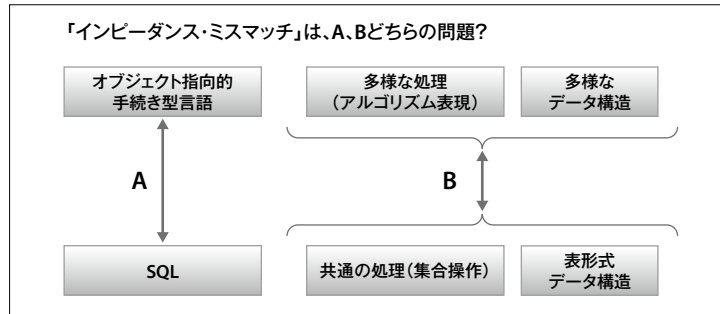 「インピーダンス・ミスマッチ」は、A、Bどちらの問題?
オブジェクト指向的
手続き型言語
多様な処理
(アルゴリズム表現)
多様な
データ構造
A
B
SQL
共通の処理(集合操作)
表形式
データ構造